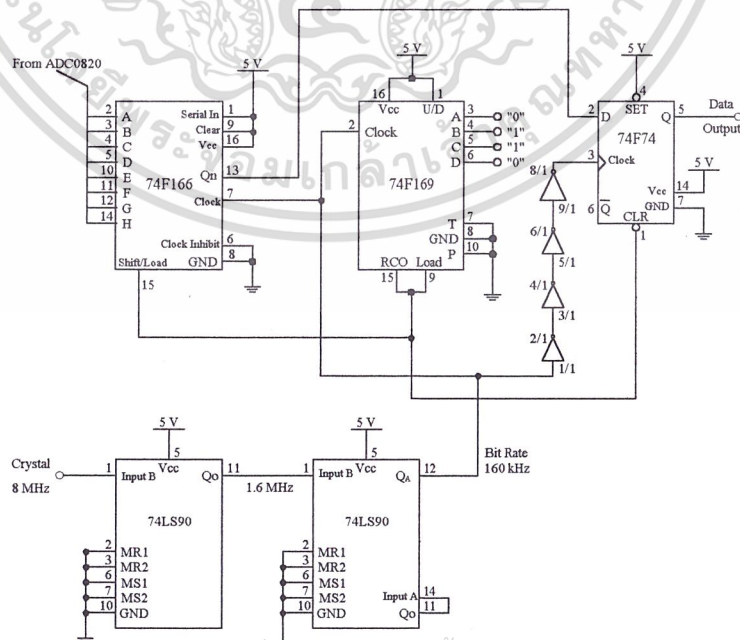 From ADC0820
5 V
2 A
3 B
4 C
5 D
10 E
11 F
12 G
14 H
Serial In 1
Clear 9
Vcc 16
74F166
Qn 13
Clock 7
Clock Inhibit 6
Shift/Load GND 8
15
5 V
16 1
Vcc U/D
2 Clock
A 3 "0"
B 4 "1"
C 5 "1"
D 6 "0"
74F169
T 7
GND 8
P 10
RCO Load
15 9
8/1
9/1
6/1
5/1
4/1
3/1
2/1
1/1
5 V
4
SET
2 D Q 5
Data
Output
74F74
3 Clock
5 V
Vcc 14
6 Q GND 7
CLR
1
Bit Rate
160 kHz
Crystal
8 MHz
5 V
5
Vcc
1 Input B Qo 11
74LS90
2 MR1
3 MR2
6 MS1
7 MS2
10 GND
1.6 MHz
5 V
5
Vcc
1 Input B QA 12
74LS90
2 MR1
3 MR2
6 MS1
7 MS2
10 GND
Input A 14
Qo 11